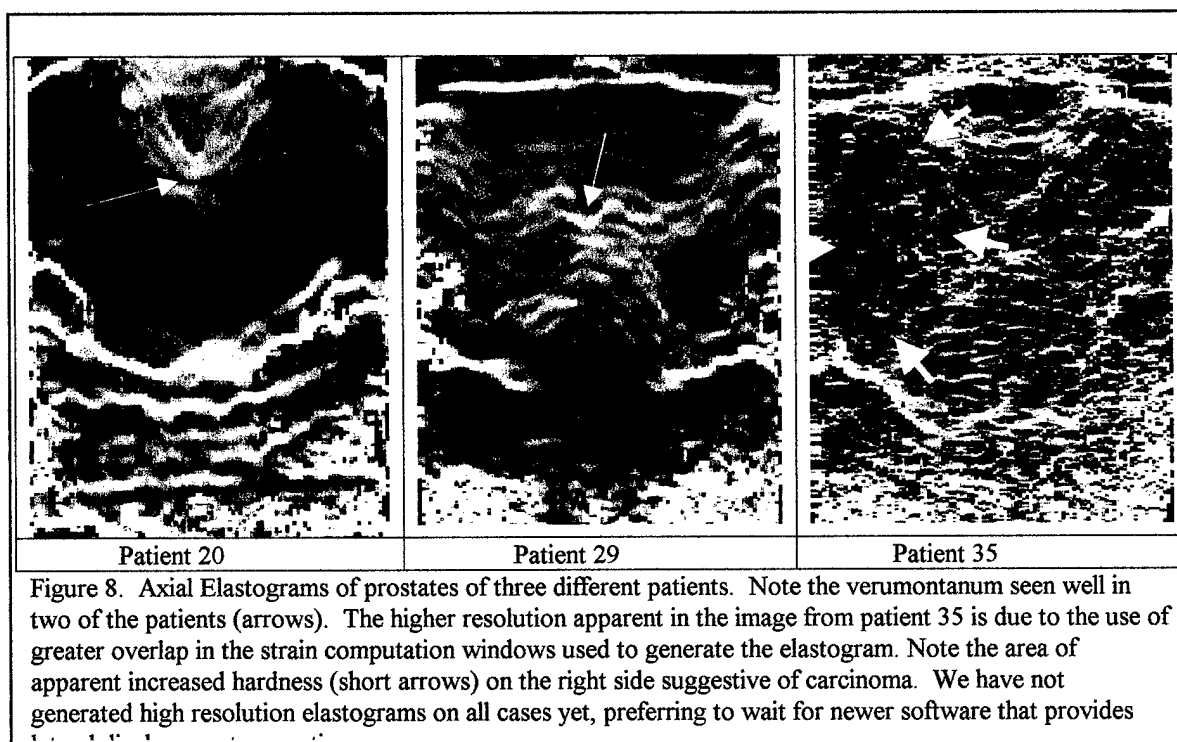 Patient 20
Patient 29
Patient 35
Figure 8. Axial Elastograms of prostates of three different patients. Note the verumontanum seen well in
two of the patients (arrows). The higher resolution apparent in the image from patient 35 is due to the use of
greater overlap in the strain computation windows used to generate the elastogram. Note the area of
apparent increased hardness (short arrows) on the right side suggestive of carcinoma. We have not
generated high resolution elastograms on all cases yet, preferring to wait for newer software that provides